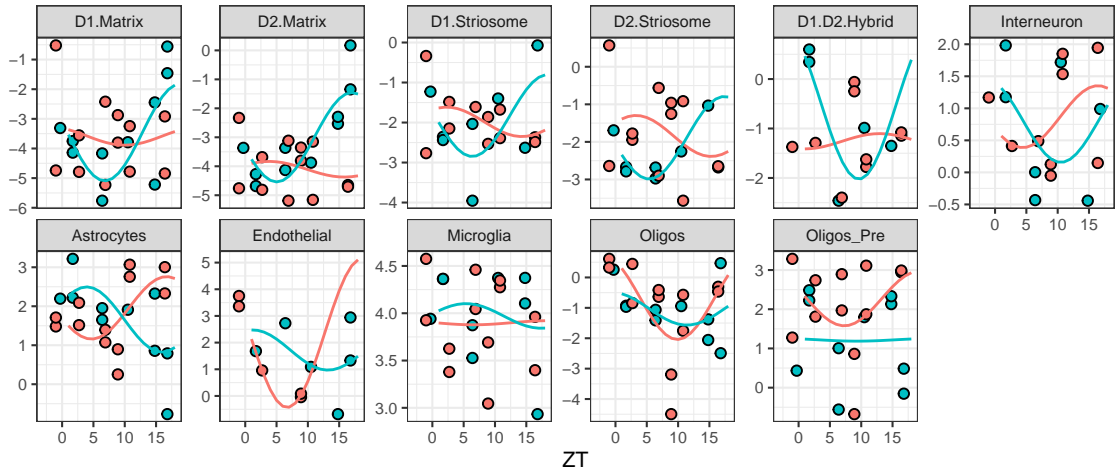 D1.Matrix D2.Matrix D1.Striosome D2.Striosome D1.D2.Hybrid Interneuron
−1 −2 −3 −4 −5 −6
0 −1 −2 −3 −4 −5
0 −1 −2 −3 −4
0 −1 −2 −3
0 −1 −2
2.0 1.5 1.0 0.5 0.0 −0.5
Astrocytes Endothelial Microglia Oligos Oligos_Pre
3 2 1 0
5 4 3 2 1 0
4.5 4.0 3.5 3.0
0 −1 −2 −3 −4
3 2 1 0
0 5 10 15 0 5 10 15 0 5 10 15 0 5 10 15 0 5 10 15
ZT